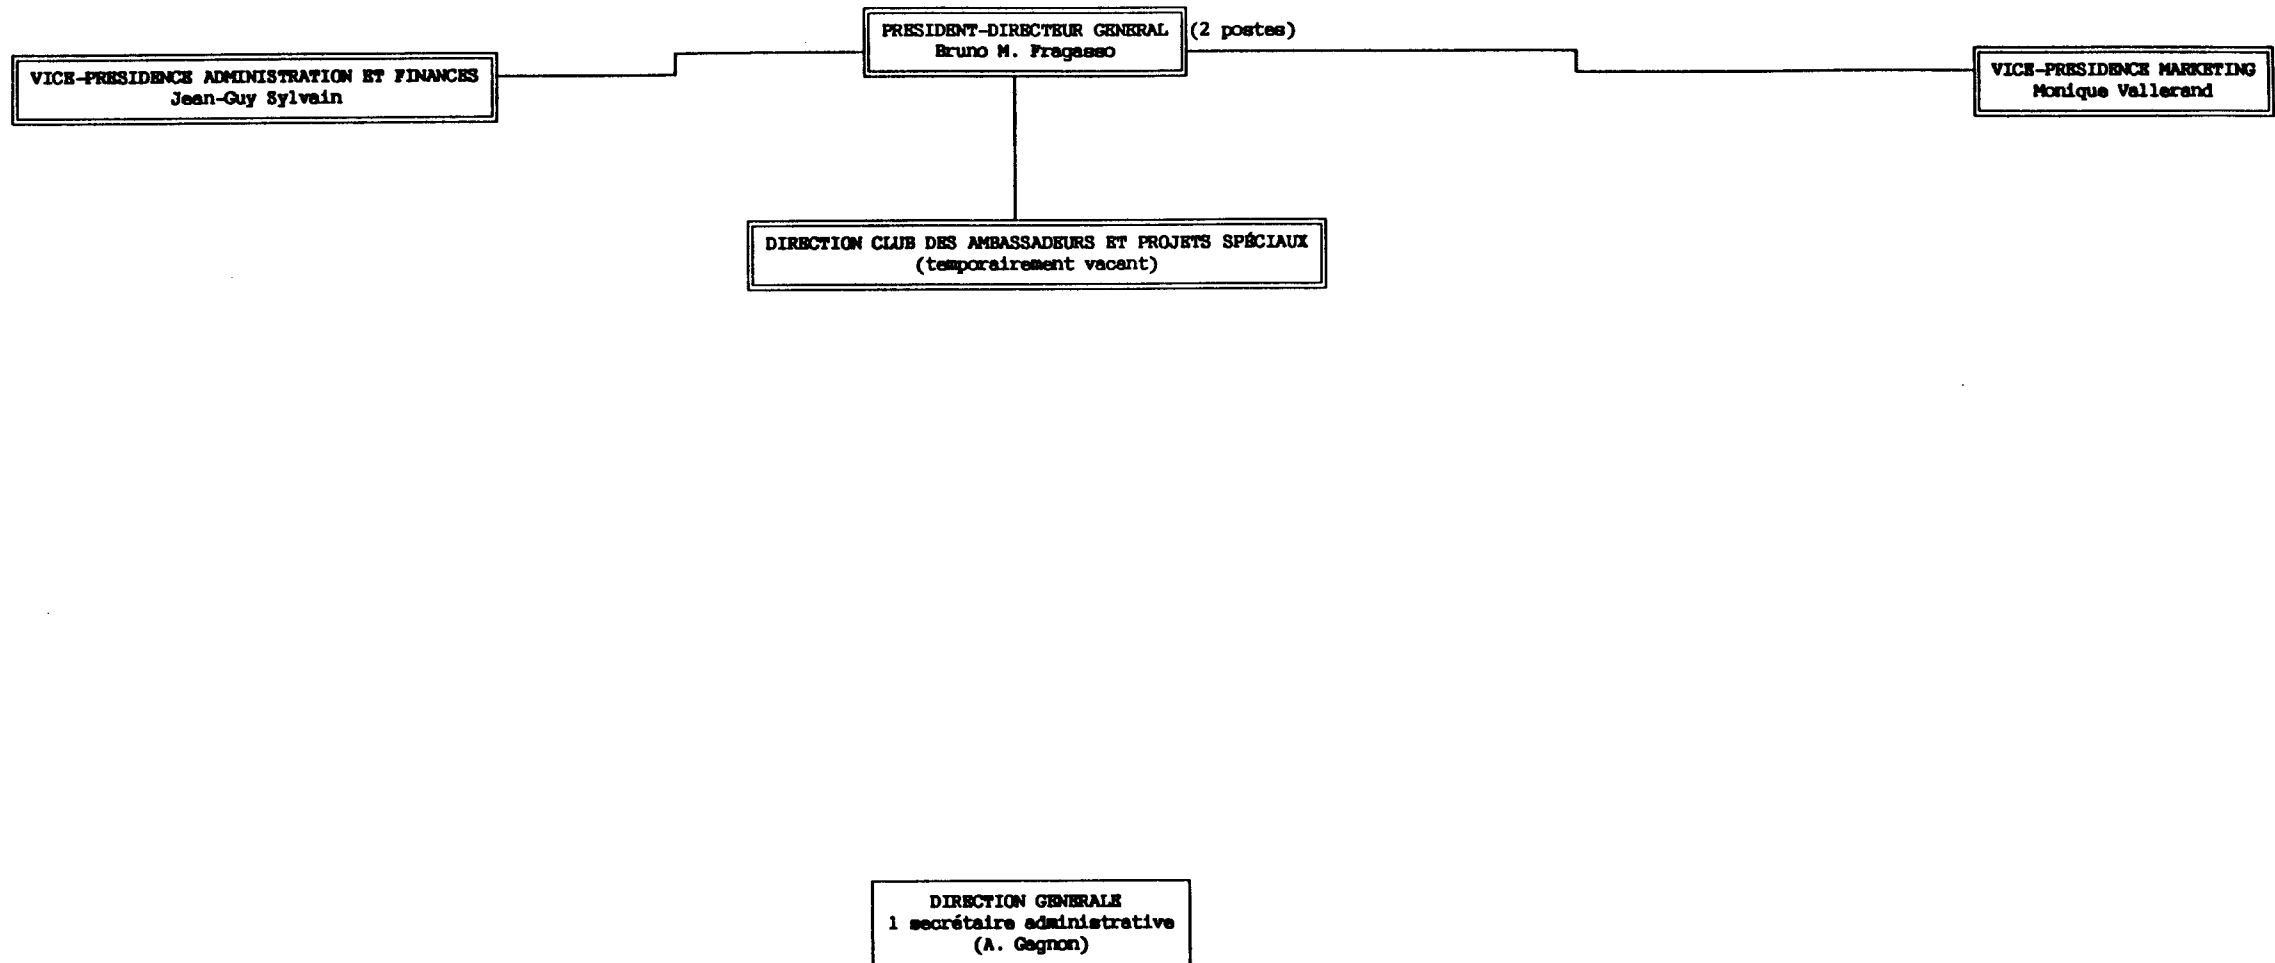 PRESIDENT-DIRECTEUR GENERAL (2 postes)
Bruno M. Fragasso
VICE-PRESIDENCE ADMINISTRATION ET FINANCES
Jean-Guy Sylvain
VICE-PRESIDENCE MARKETING
Monique Vallerand
DIRECTION CLUB DES AMBASSADEURS ET PROJETS SPÉCIAUX
(temporairement vacant)
DIRECTION GENERALE
1 secrétaire administrative
(A. Gagnon)